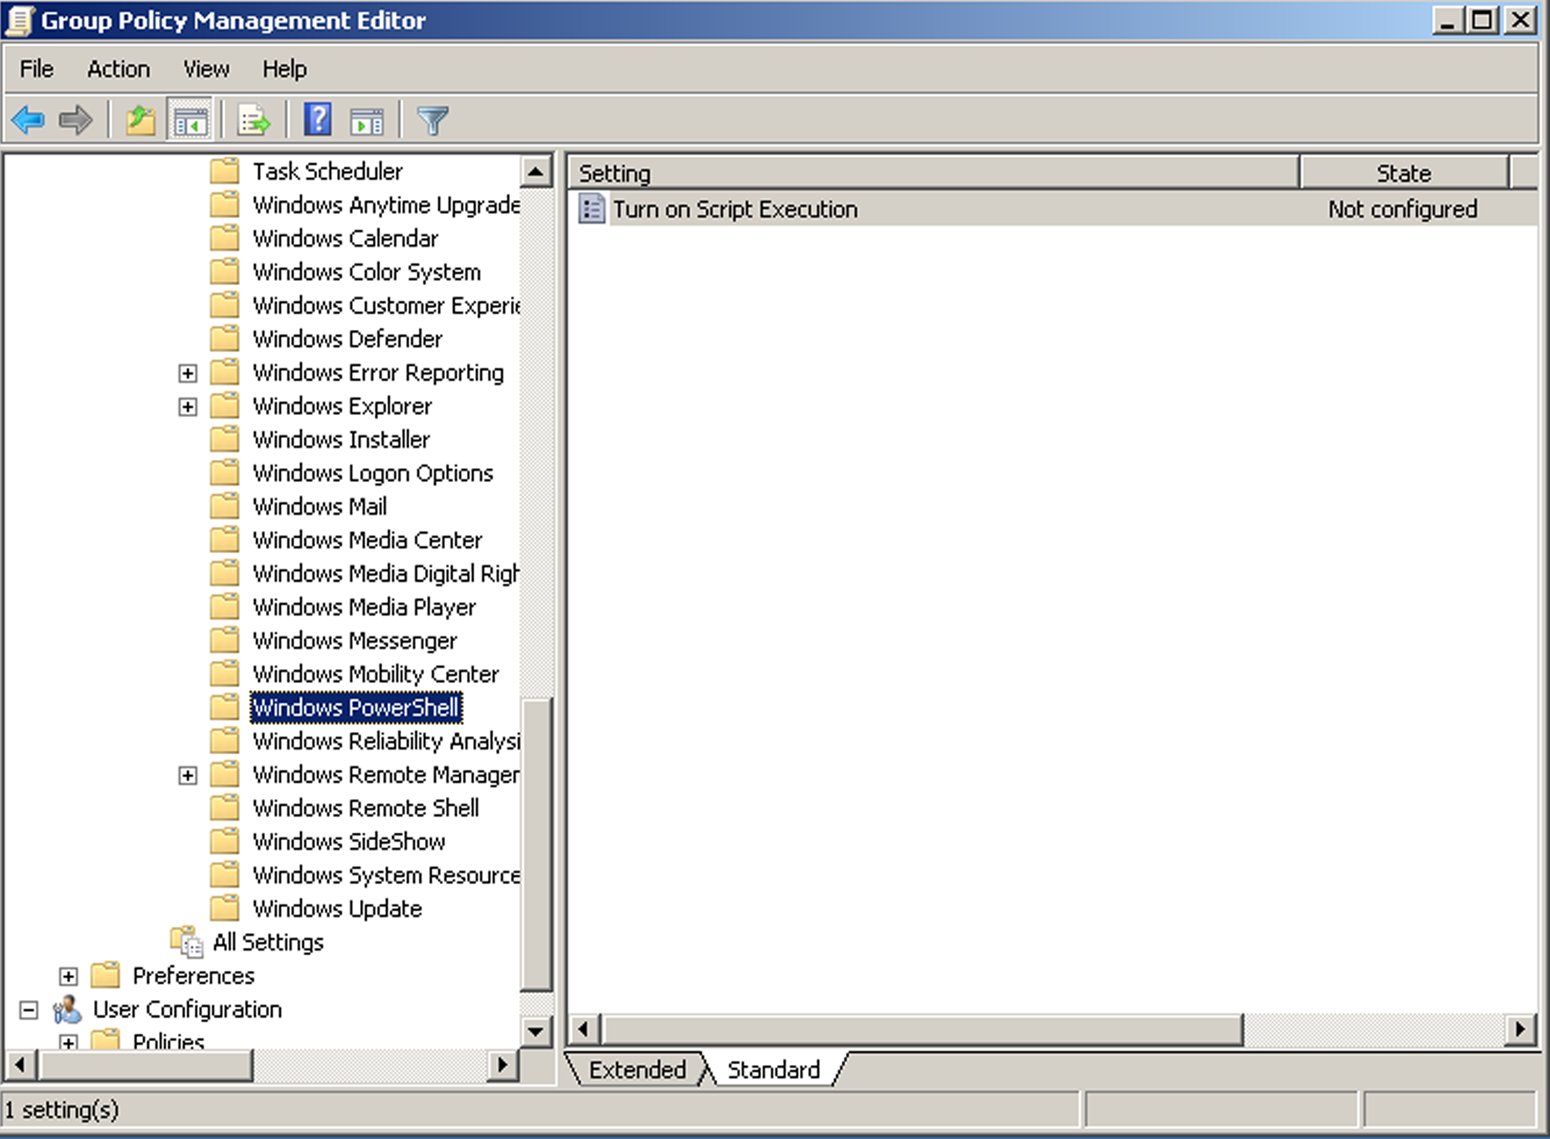 Group Policy Management Editor
File Action View Help
Task Scheduler
Windows Anytime Upgrade
Windows Calendar
Windows Color System
Windows Customer Experie
Windows Defender
Windows Error Reporting
Windows Explorer
Windows Installer
Windows Logon Options
Windows Mail
Windows Media Center
Windows Media Digital Righ
Windows Media Player
Windows Messenger
Windows Mobility Center
Windows PowerShell
Windows Reliability Analysi
Windows Remote Manager
Windows Remote Shell
Windows SideShow
Windows System Resource
Windows Update
All Settings
Preferences
User Configuration
Policies
Setting State
Turn on Script Execution Not configured
Extended Standard
1 setting(s)